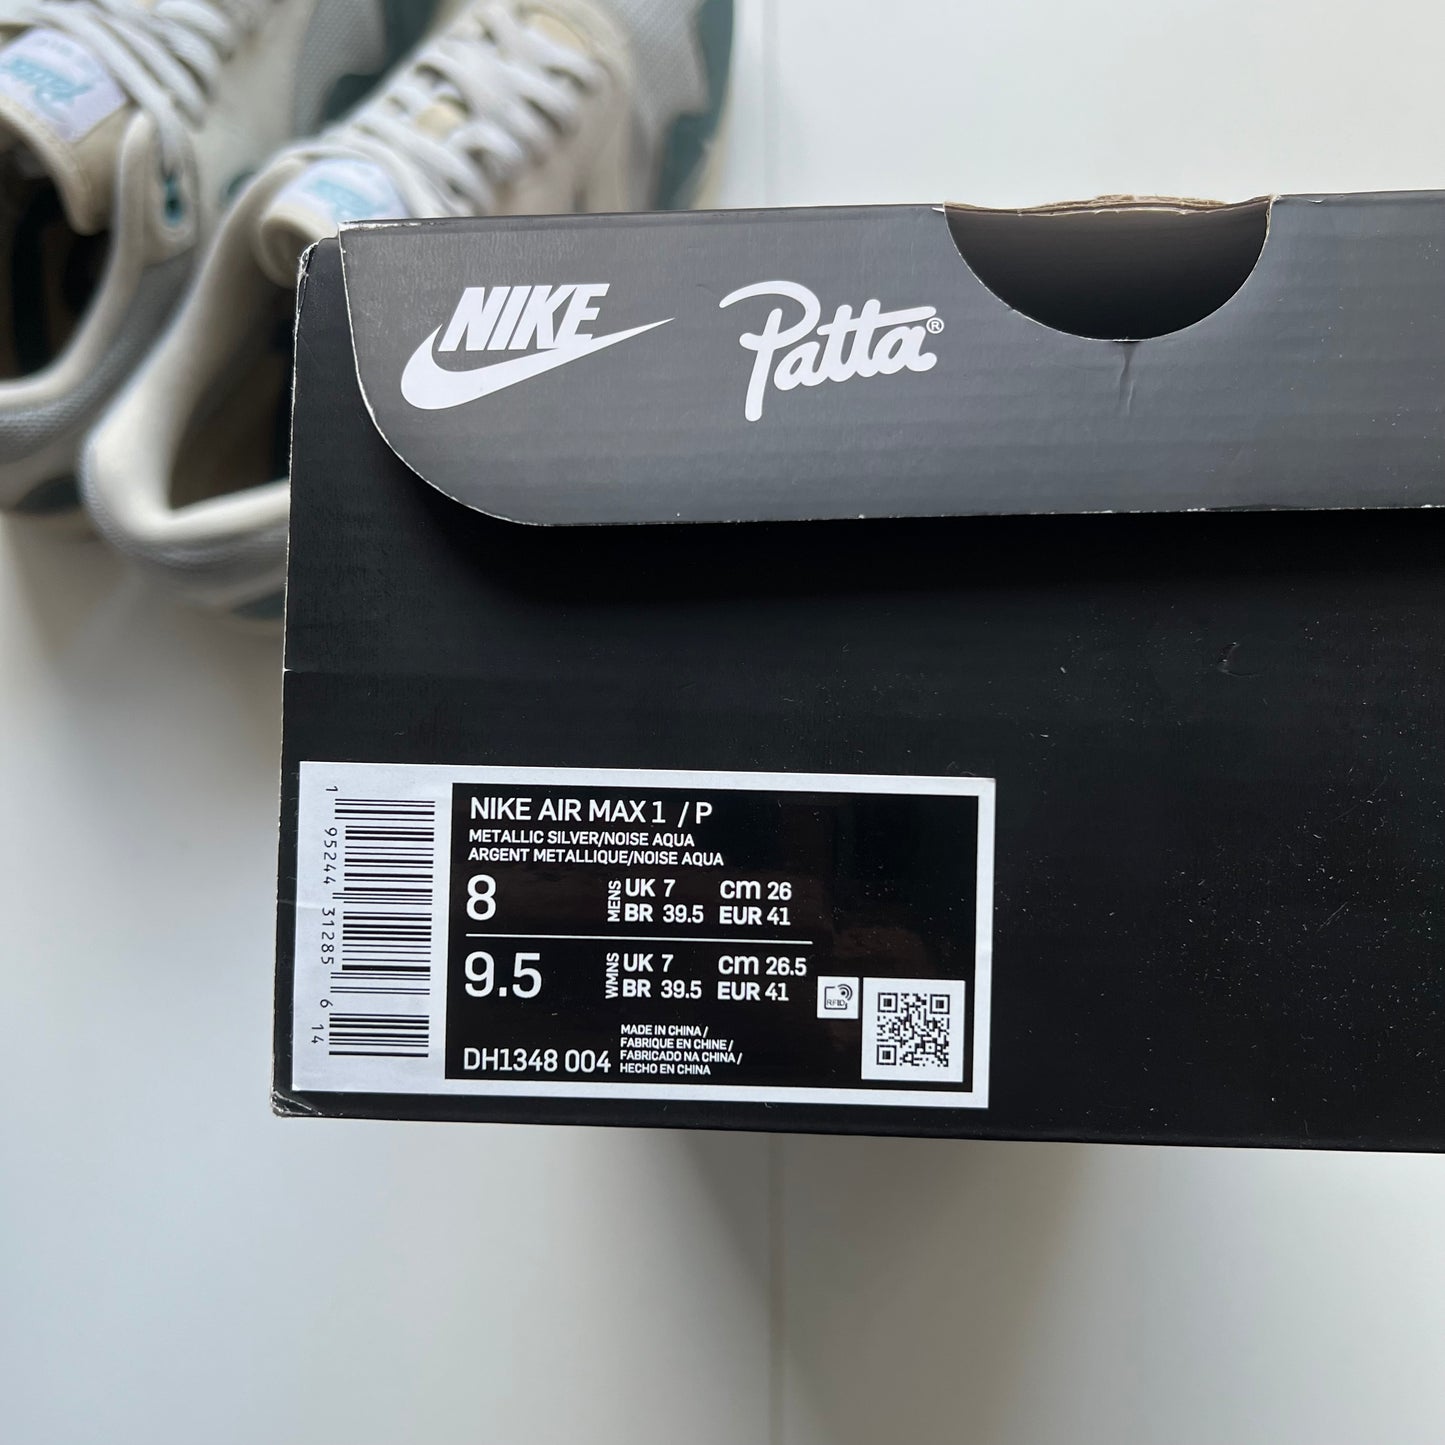 NIKE
Patta®
NIKE AIR MAX 1 / P
METALLIC SILVER/NOISE AQUA
ARGENT METALLIQUE/NOISE AQUA
8 MENS UK 7 cm 26
BR 39.5 EUR 41
9.5 WMNS UK 7 cm 26.5
BR 39.5 EUR 41
RFID
MADE IN CHINA /
FABRIQUE EN CHINE /
FABRICADO NA CHINA /
HECHO EN CHINA
DH1348 004
1 95244 31285 6 14